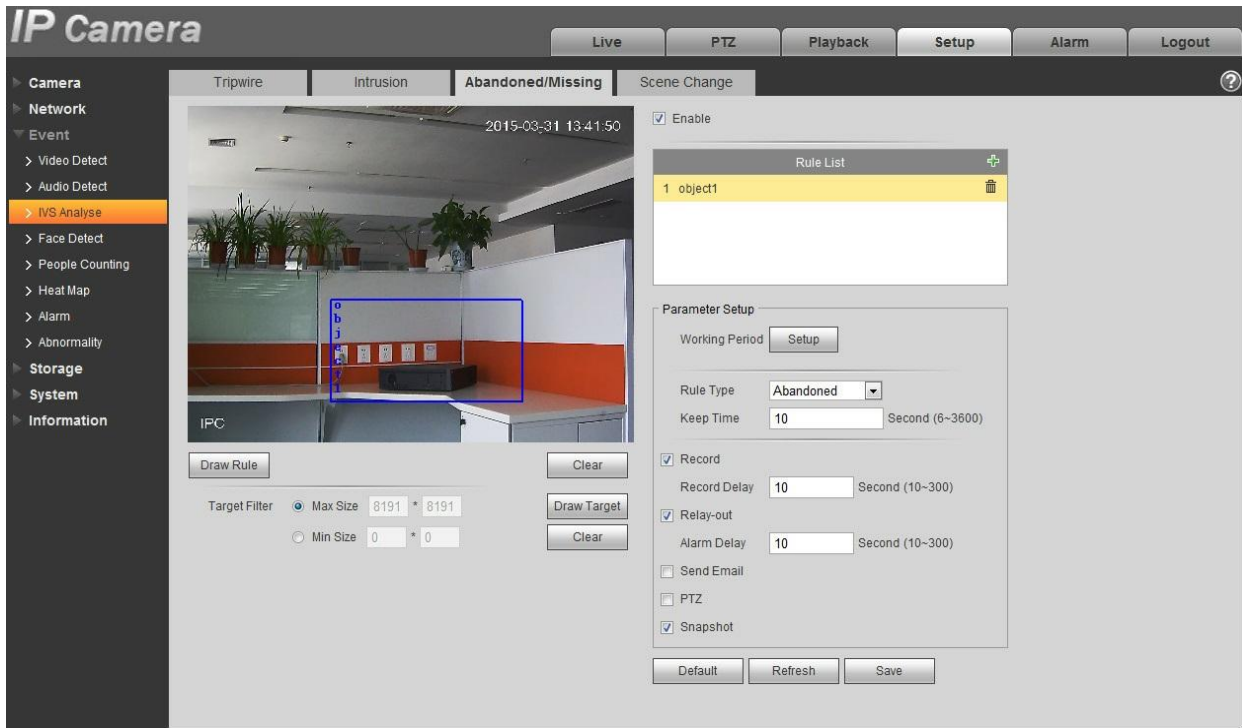 IP Camera
Live PTZ Playback Setup Alarm Logout
Camera
Network
Event
Video Detect
Audio Detect
IVS Analyse
Face Detect
People Counting
Heat Map
Alarm
Abnormality
Storage
System
Information
Tripwire Intrusion Abandoned/Missing Scene Change
?
2015-03-31 13:41:50
object1
IPC
Draw Rule Clear
Target Filter Max Size 8191 * 8191 Draw Target
Min Size 0 * 0 Clear
Enable
Rule List
1 object1
Parameter Setup
Working Period Setup
Rule Type Abandoned
Keep Time 10 Second (6~3600)
Record
Record Delay 10 Second (10~300)
Relay-out
Alarm Delay 10 Second (10~300)
Send Email
PTZ
Snapshot
Default Refresh Save